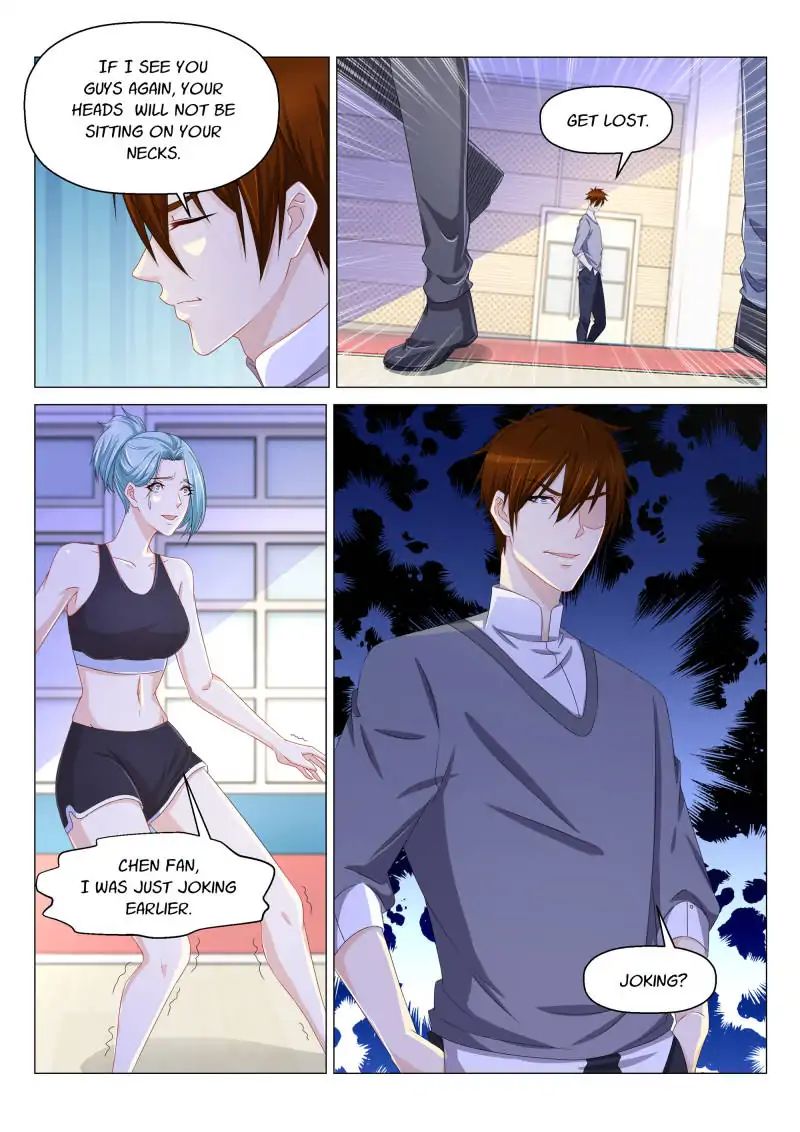 IF I SEE YOU
GUYS AGAIN, YOUR
HEADS WILL NOT BE
SITTING ON YOUR
NECKS.
GET LOST.
CHEN FAN,
I WAS JUST JOKING
EARLIER.
JOKING?